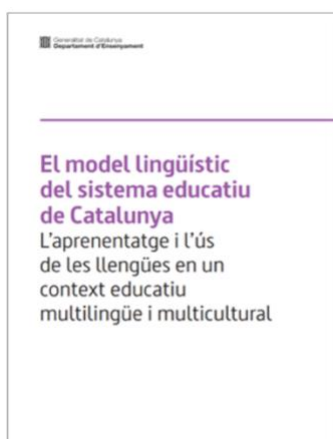 Generalitat de Catalunya
Departament d'Ensenyament
El model lingüístic
del sistema educatiu
de Catalunya
L'aprenentatge i l'ús
de les llengües en un
context educatiu
multilingüe i multicultural